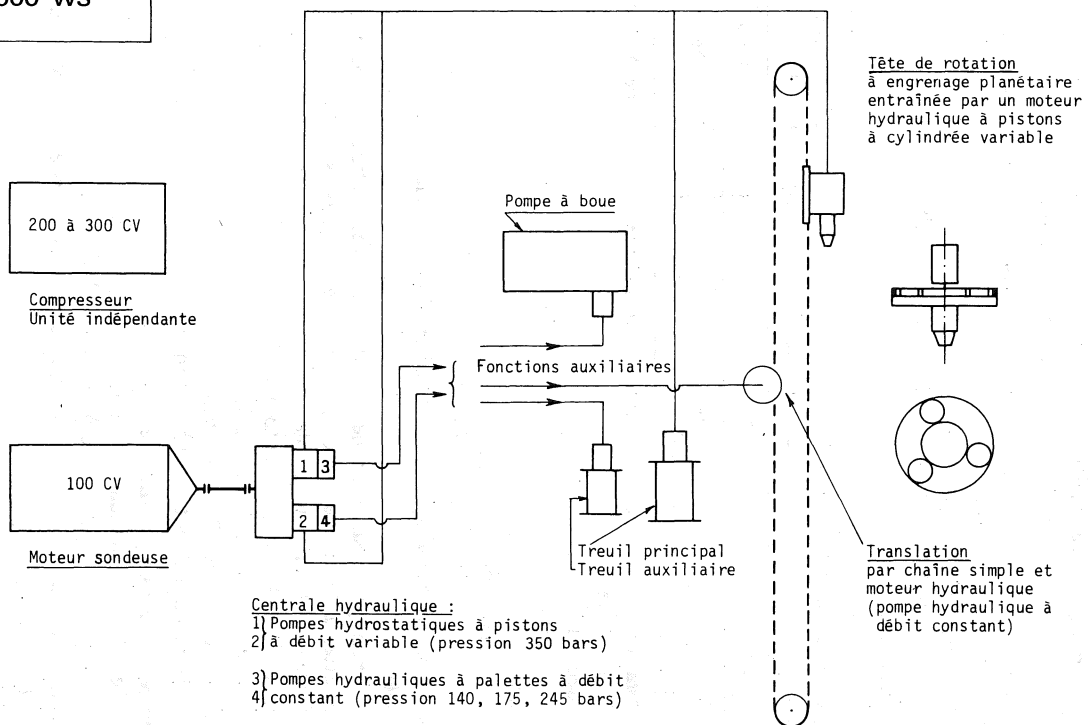 Tête de rotation
à engrenage planétaire
entraînée par un moteur
hydraulique à pistons
à cylindrée variable
200 à 300 CV
Compresseur
Unité indépendante
Pompe à boue
Fonctions auxiliaires
100 CV
Moteur sondeuse
1 3
2 4
Treuil principal
Treuil auxiliaire
Translation
par chaîne simple et
moteur hydraulique
(pompe hydraulique à
débit constant)
Centrale hydraulique :
1} Pompes hydrostatiques à pistons
2} à débit variable (pression 350 bars)
3} Pompes hydrauliques à palettes à débit
4} constant (pression 140, 175, 245 bars)